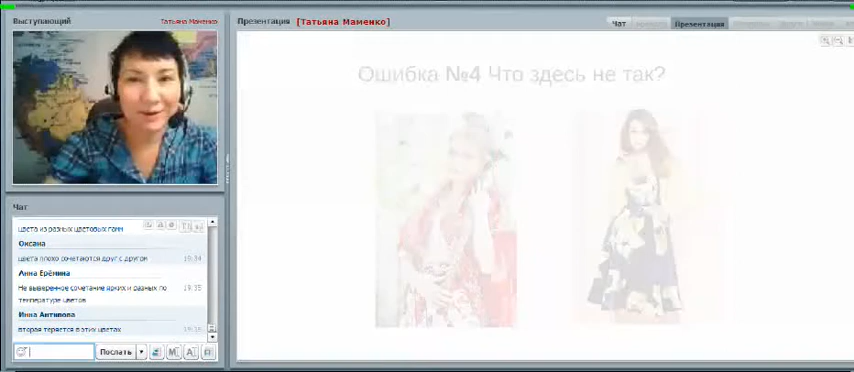 Выступающий
Татьяна Маменко
Презентация [Татьяна Маменко]
Чат
Презентация
Ошибка №4 Что здесь не так?
Чат
цвета из разных цветовых гамм
Оксана
цвета плохо сочетаются друг с другом 19:34
Анна Ерёмина
Не выверенное сочетание ярких и разных по
температуре цветов 19:35
Инна Антипова
вторая теряется в этих цветах
Послать